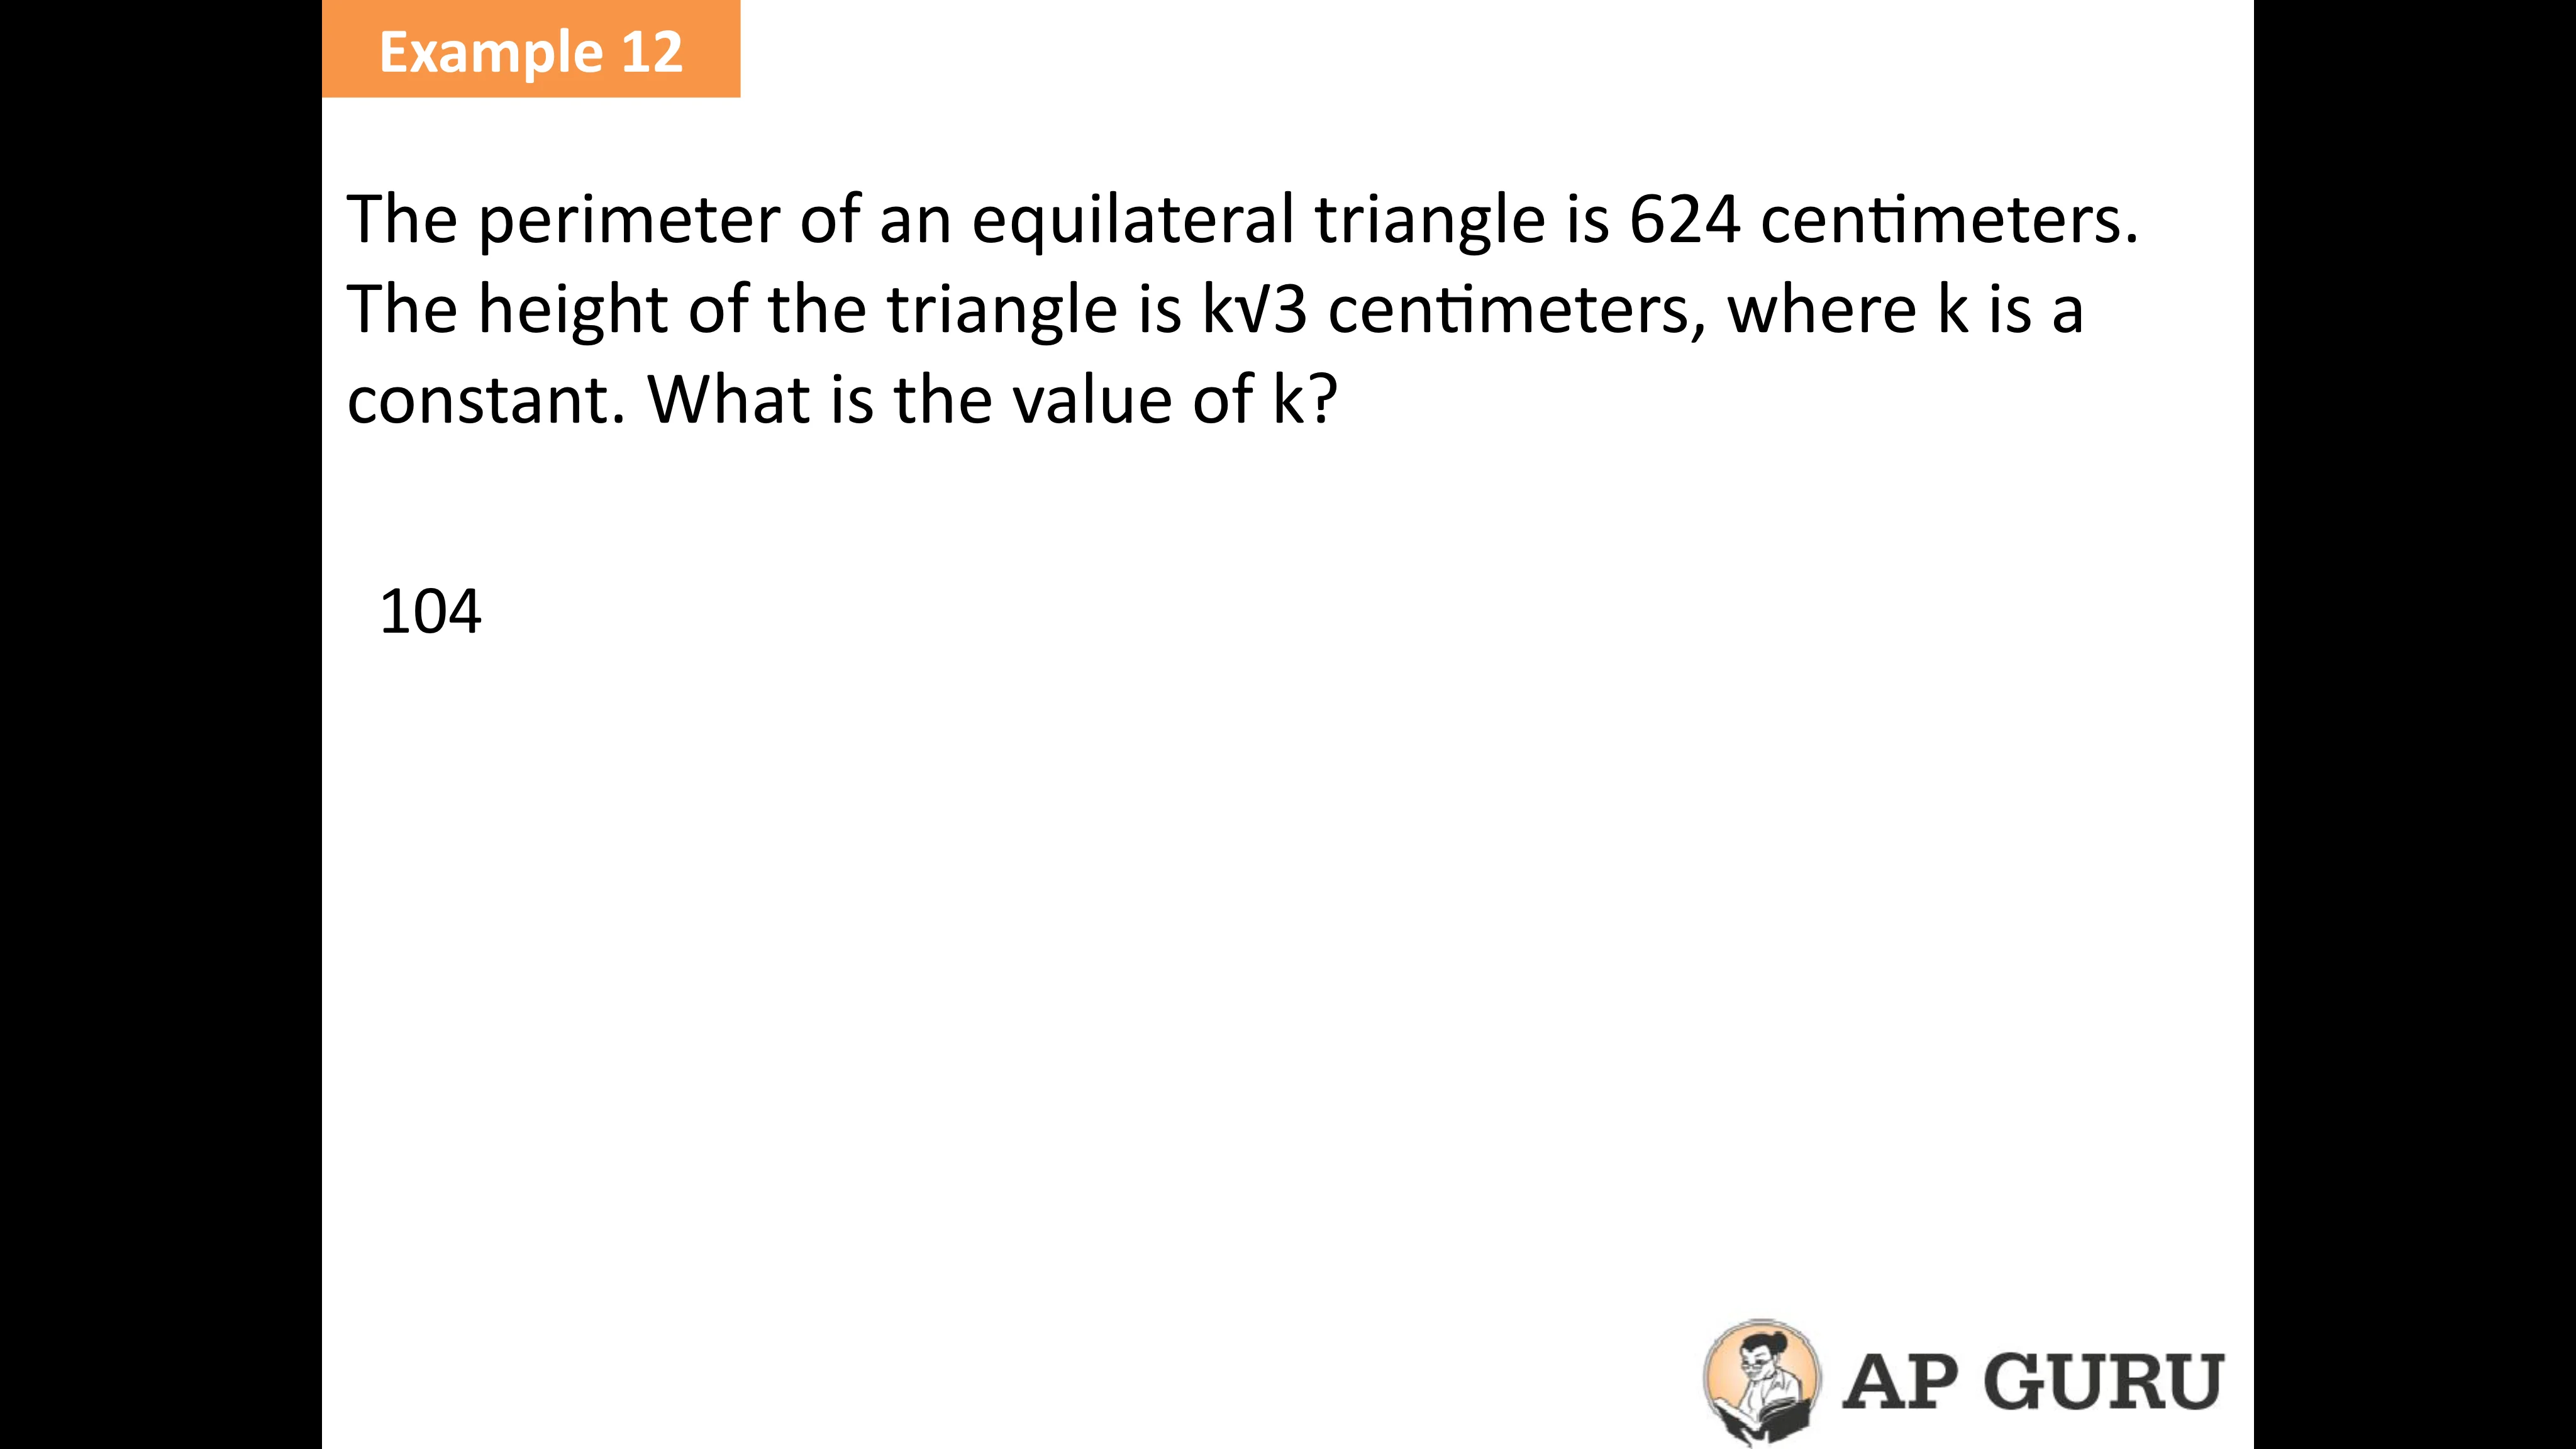 Example 12
The perimeter of an equilateral triangle is 624 centimeters.
The height of the triangle is k√3 centimeters, where k is a
constant. What is the value of k?
104
AP GURU